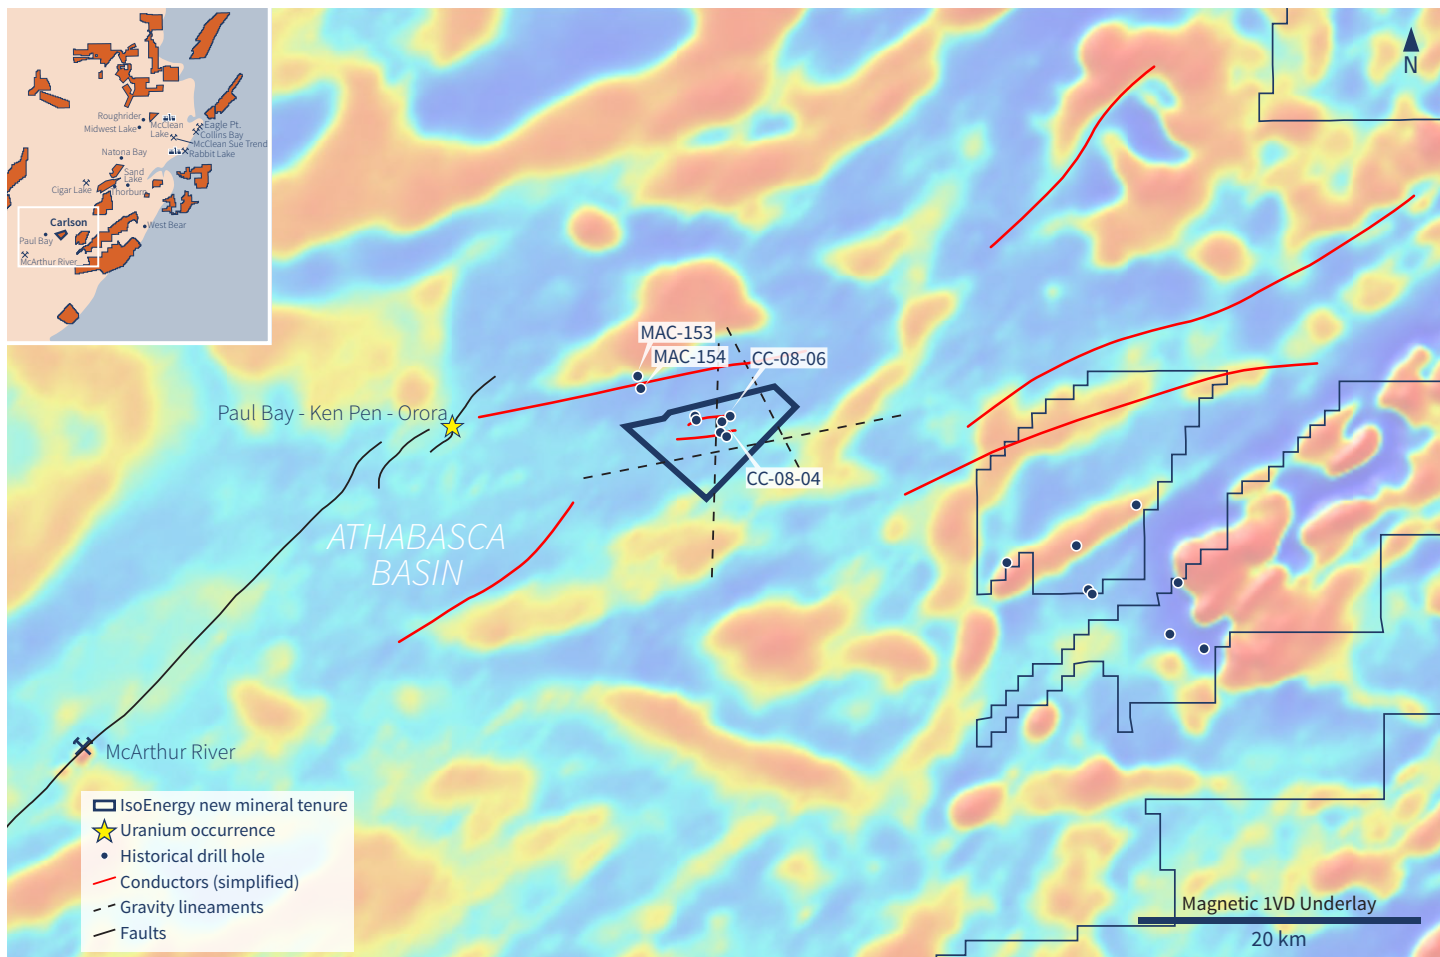 Roughrider
Midwest Lake
McClean
Lake
Eagle Pt.
Collins Bay
McClean Sue Trend
Rabbit Lake
Natona Bay
Sand
Lake
Cigar Lake
Thorburn
Carlson
West Bear
Paul Bay
McArthur River
N
MAC-153
MAC-154
CC-08-06
Paul Bay - Ken Pen - Orora
CC-08-04
ATHABASCA
BASIN
McArthur River
IsoEnergy new mineral tenure
Uranium occurrence
Historical drill hole
Conductors (simplified)
Gravity lineaments
Faults
Magnetic 1VD Underlay
20 km